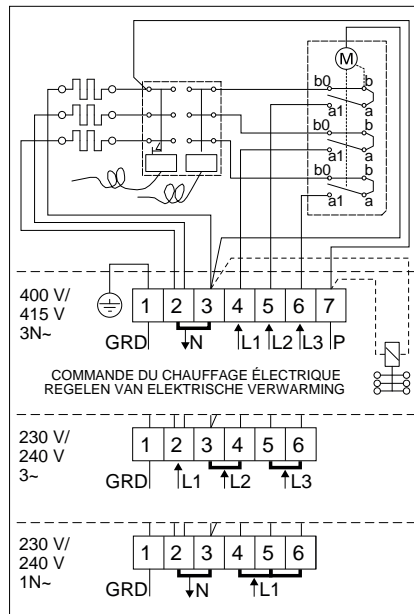 M
b0 b
a1 a
b0 b
a1 a
b0 b
a1 a
400 V/
415 V
3N~
1 2 3 4 5 6 7
GRD N L1 L2 L3 P
COMMANDE DU CHAUFFAGE ÉLECTRIQUE
REGELEN VAN ELEKTRISCHE VERWARMING
230 V/
240 V
3~
1 2 3 4 5 6
GRD L1 L2 L3
230 V/
240 V
1N~
1 2 3 4 5 6
GRD N L1